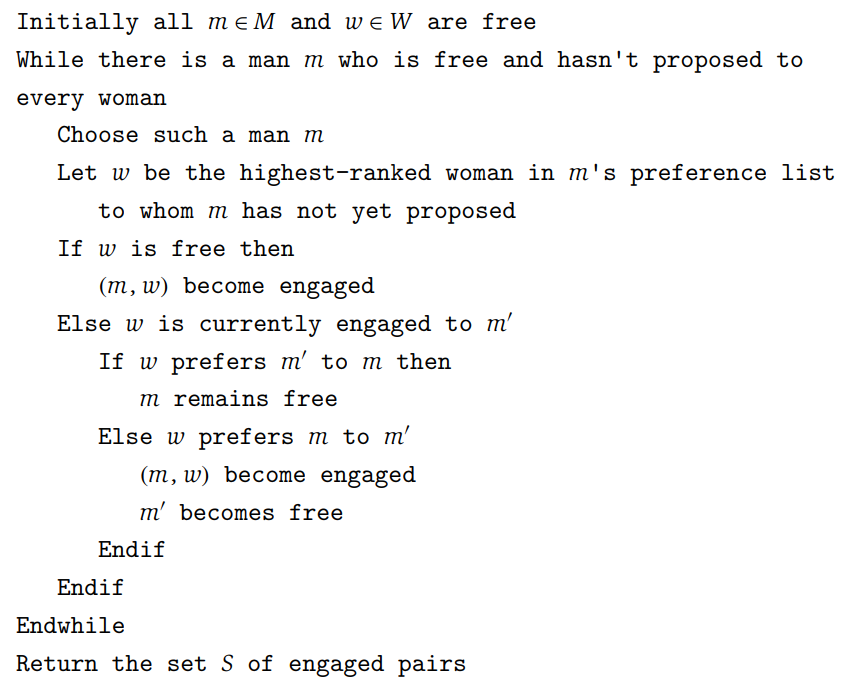 Initially all m ∈ M and w ∈ W are free
While there is a man m who is free and hasn't proposed to
every woman
Choose such a man m
Let w be the highest-ranked woman in m's preference list
to whom m has not yet proposed
If w is free then
(m, w) become engaged
Else w is currently engaged to m′
If w prefers m′ to m then
m remains free
Else w prefers m to m′
(m, w) become engaged
m′ becomes free
Endif
Endif
Endwhile
Return the set S of engaged pairs